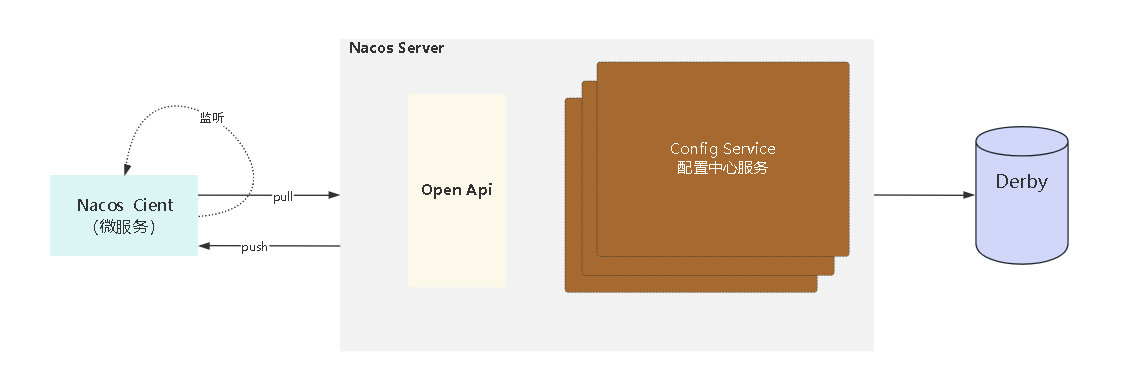 Nacos Server
监听
Nacos Cient
（微服务）
pull
push
Open Api
Config Service
配置中心服务
Derby